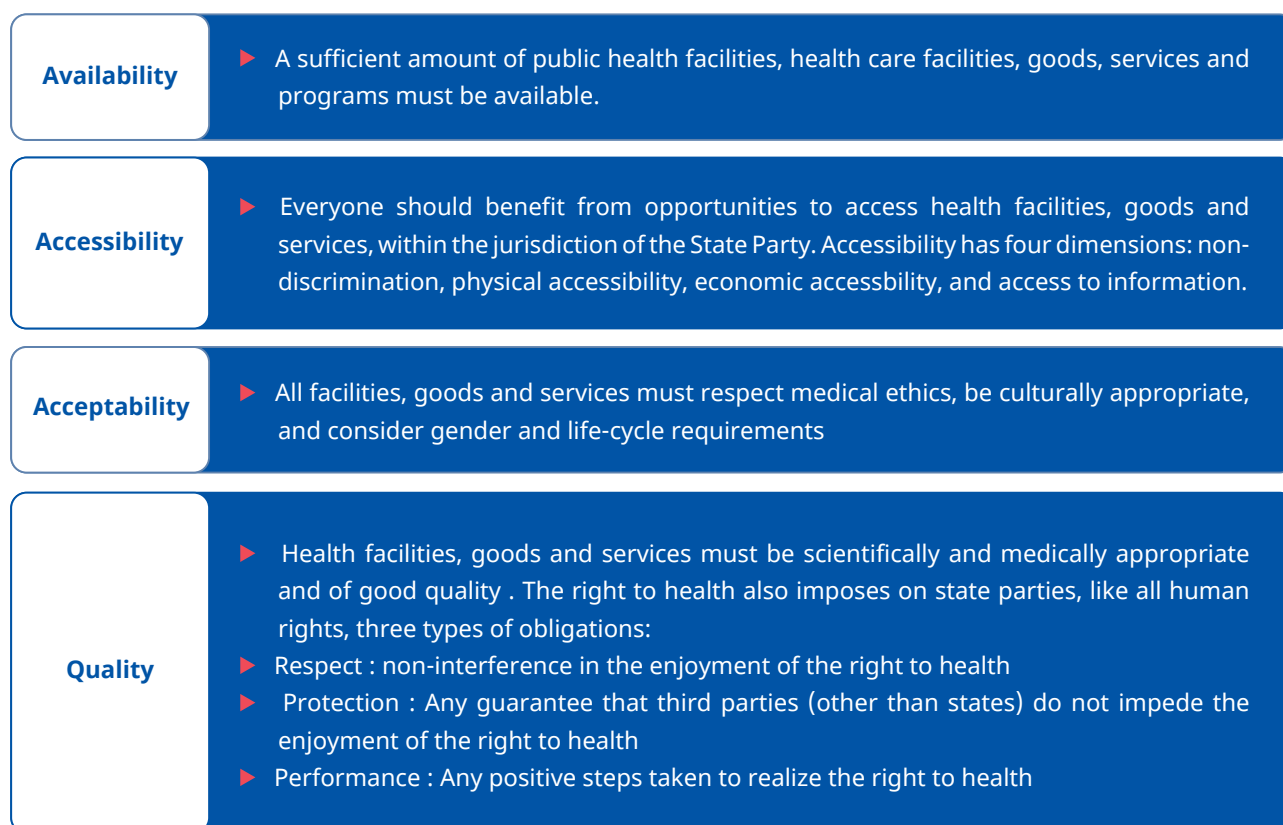 Availability
▶ A sufficient amount of public health facilities, health care facilities, goods, services and
programs must be available.
Accessibility
▶ Everyone should benefit from opportunities to access health facilities, goods and
services, within the jurisdiction of the State Party. Accessibility has four dimensions: non-
discrimination, physical accessibility, economic accessbility, and access to information.
Acceptability
▶ All facilities, goods and services must respect medical ethics, be culturally appropriate,
and consider gender and life-cycle requirements
Quality
▶ Health facilities, goods and services must be scientifically and medically appropriate
and of good quality . The right to health also imposes on state parties, like all human
rights, three types of obligations:
▶ Respect : non-interference in the enjoyment of the right to health
▶ Protection : Any guarantee that third parties (other than states) do not impede the
enjoyment of the right to health
▶ Performance : Any positive steps taken to realize the right to health